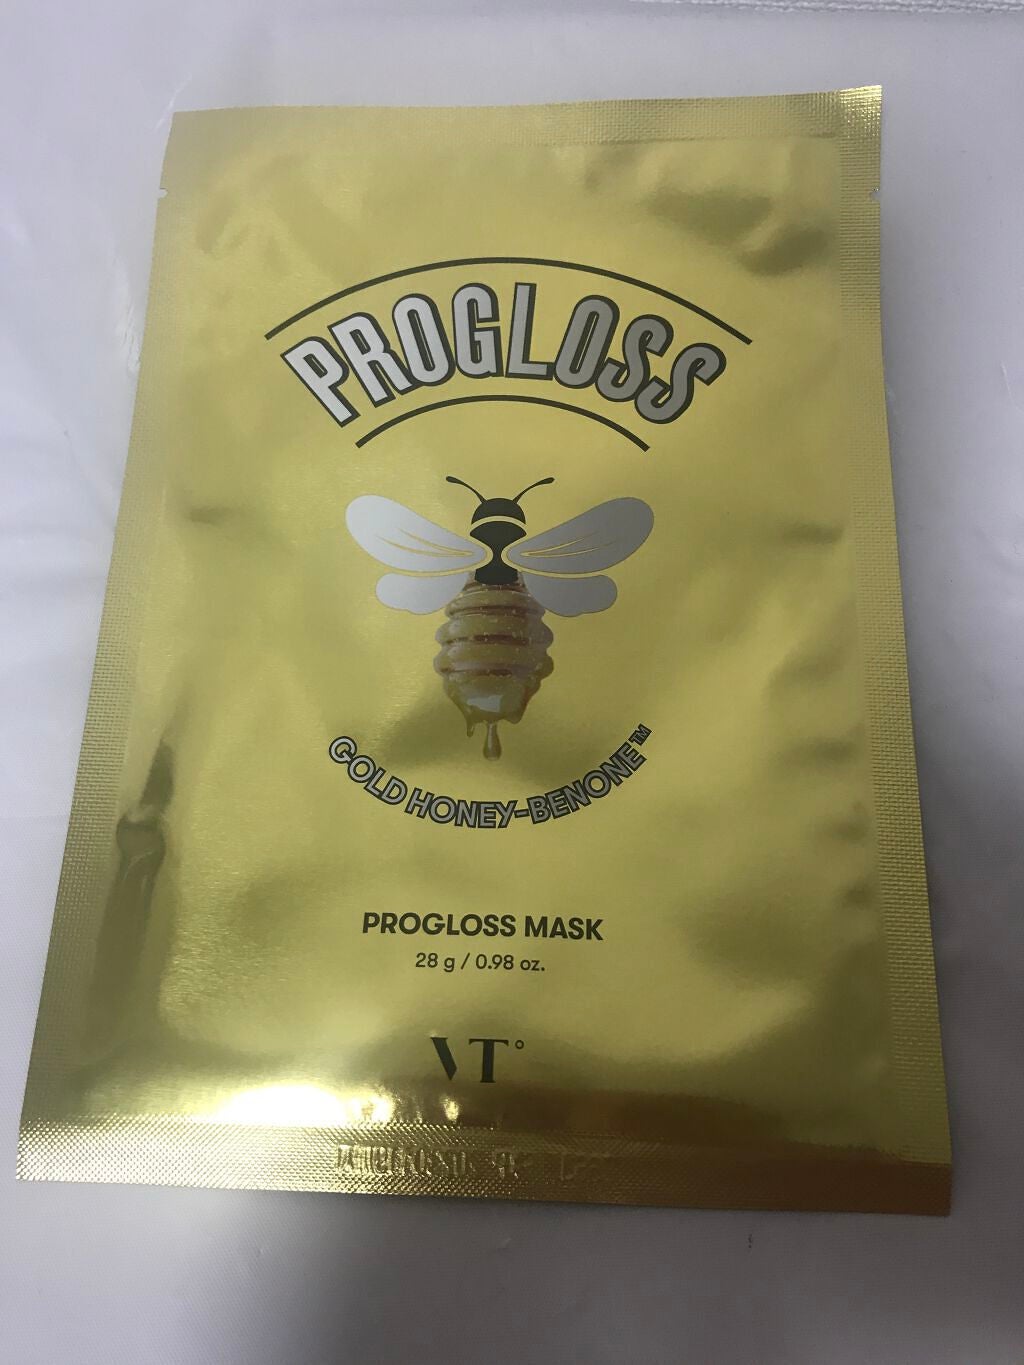 PROGLOSS
GOLD HONEY-BENONE™
PROGLOSS MASK
28 g / 0.98 oz.
VT°